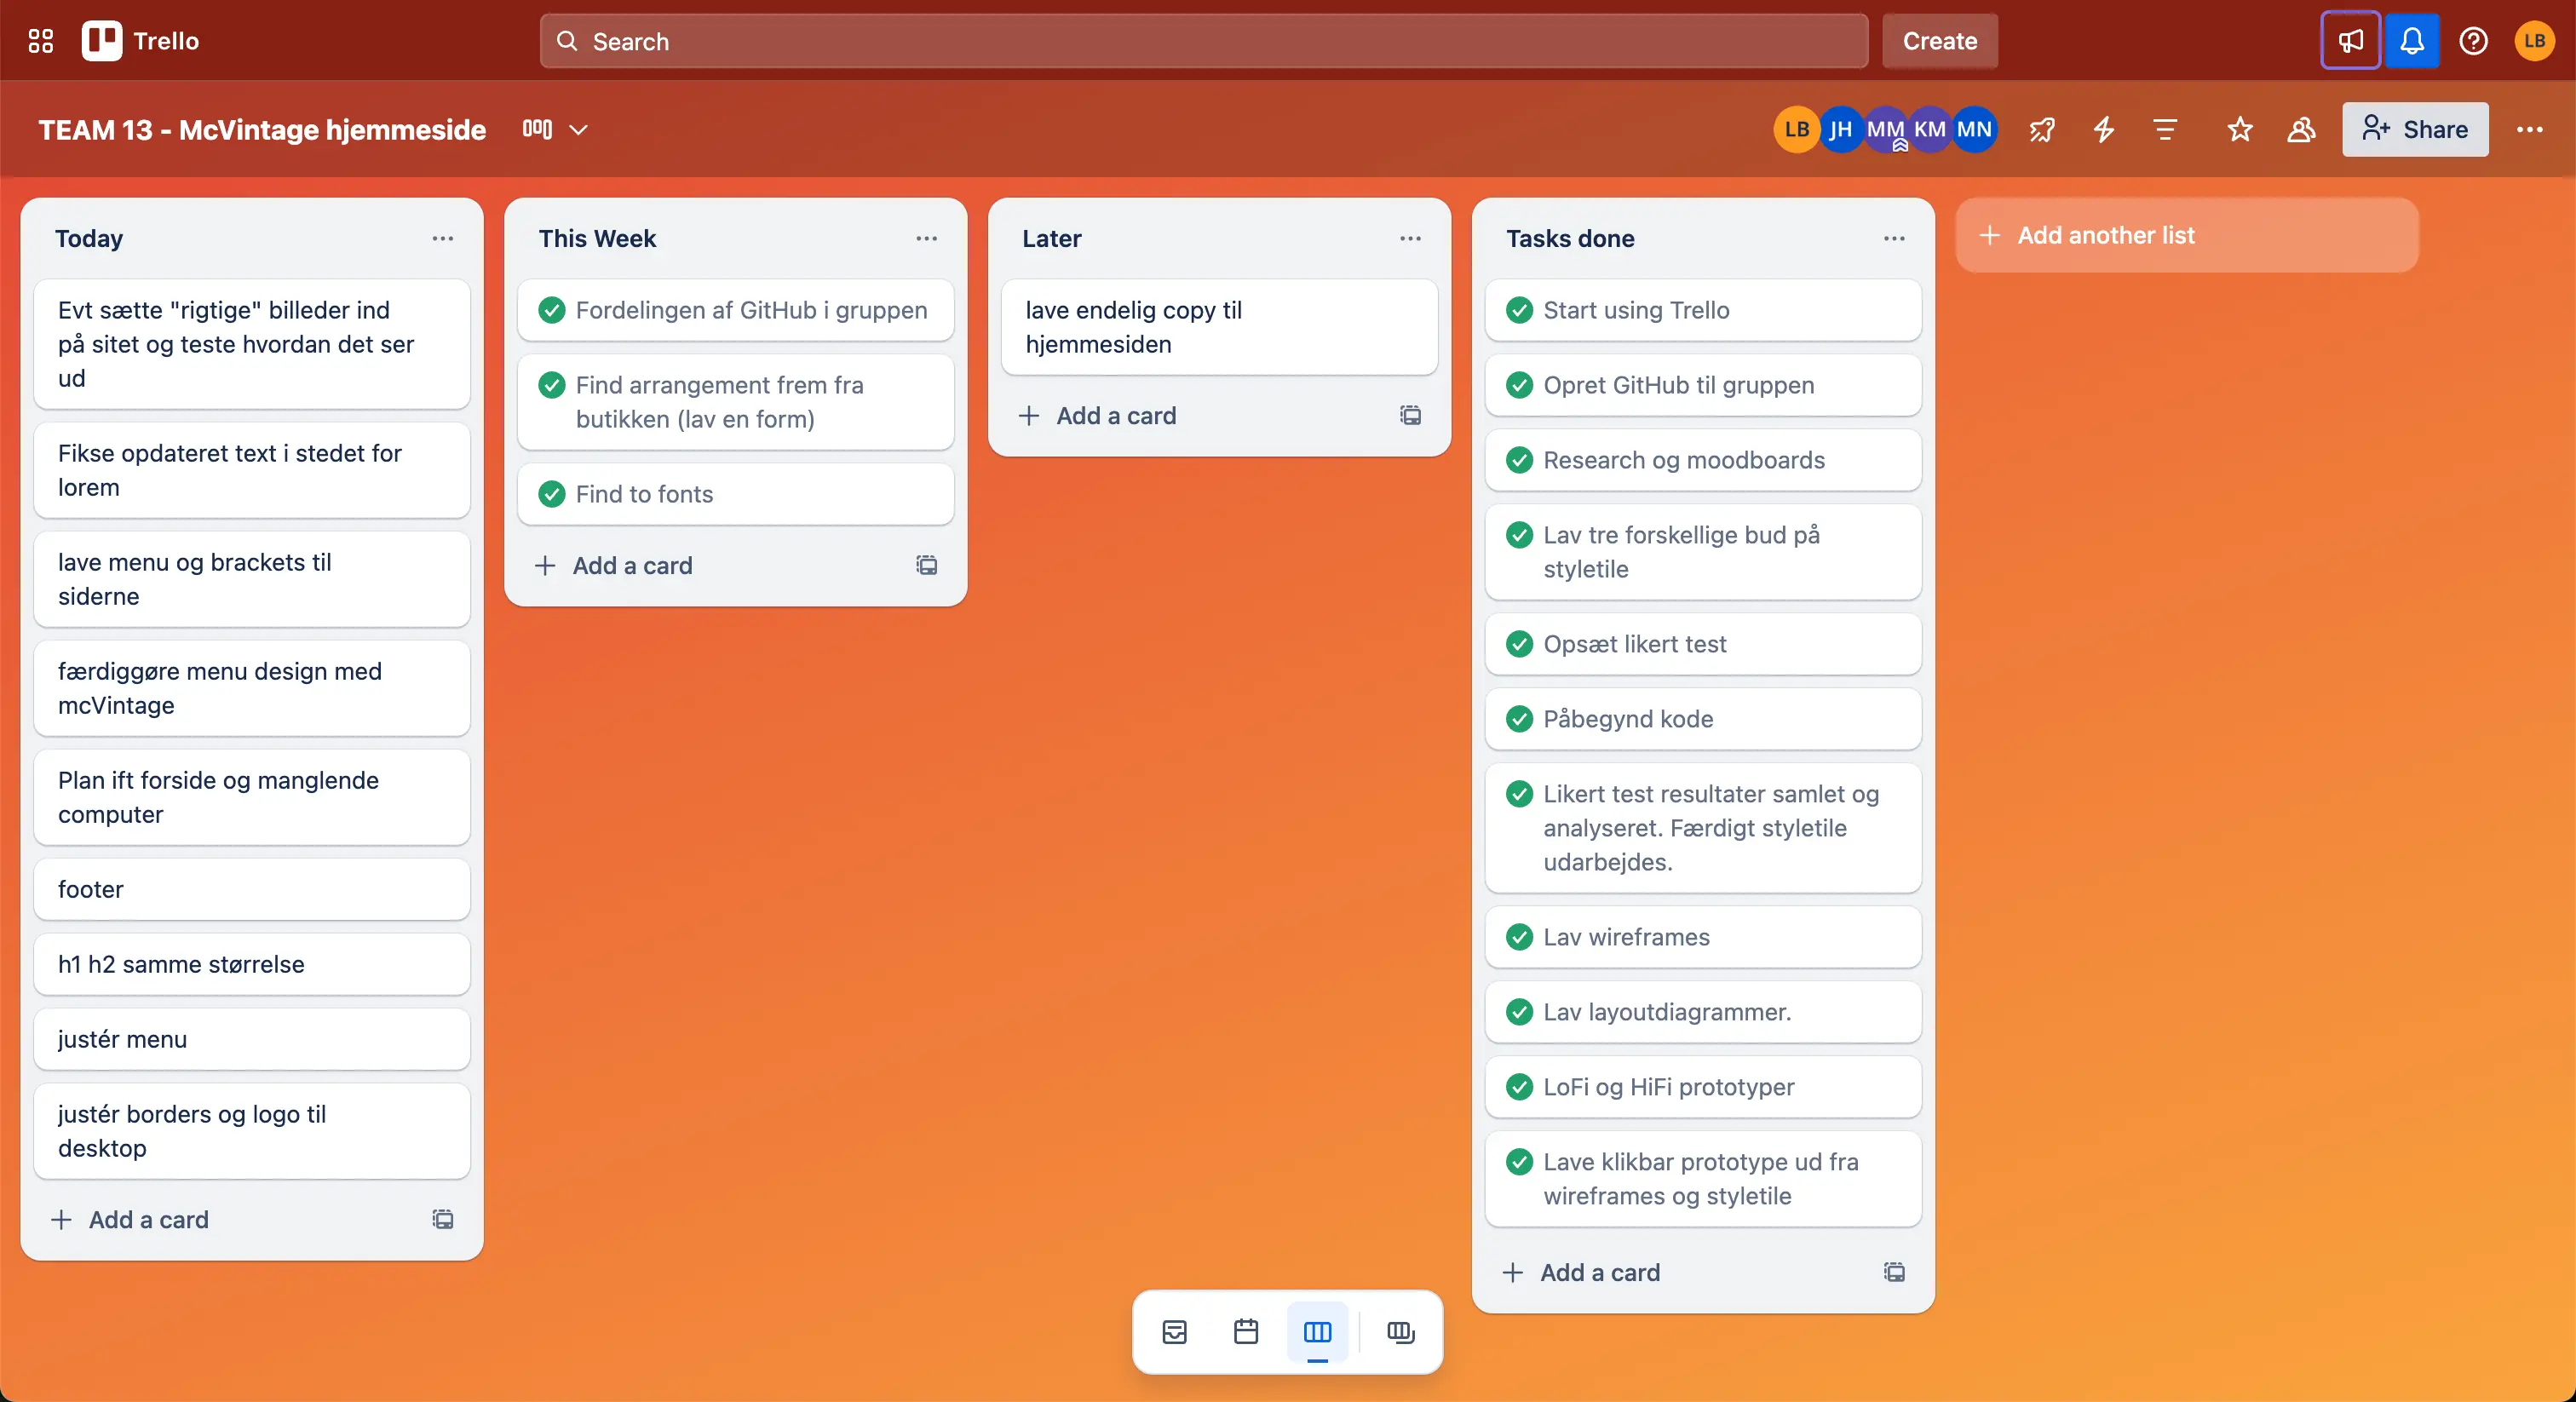 Trello
Search
Create
LB
TEAM 13 - McVintage hjemmeside
LB JH MM KM MN
Share
Today
Evt sætte "rigtige" billeder ind
på sitet og teste hvordan det ser
ud
Fikse opdateret text i stedet for
lorem
lave menu og brackets til
siderne
færdiggøre menu design med
mcVintage
Plan ift forside og manglende
computer
footer
h1 h2 samme størrelse
justér menu
justér borders og logo til
desktop
Add a card
This Week
Fordelingen af GitHub i gruppen
Find arrangement frem fra
butikken (lav en form)
Find to fonts
Add a card
Later
lave endelig copy til
hjemmesiden
Add a card
Tasks done
Start using Trello
Opret GitHub til gruppen
Research og moodboards
Lav tre forskellige bud på
styletile
Opsæt likert test
Påbegynd kode
Likert test resultater samlet og
analyseret. Færdigt styletile
udarbejdes.
Lav wireframes
Lav layoutdiagrammer.
LoFi og HiFi prototyper
Lave klikbar prototype ud fra
wireframes og styletile
Add a card
Add another list